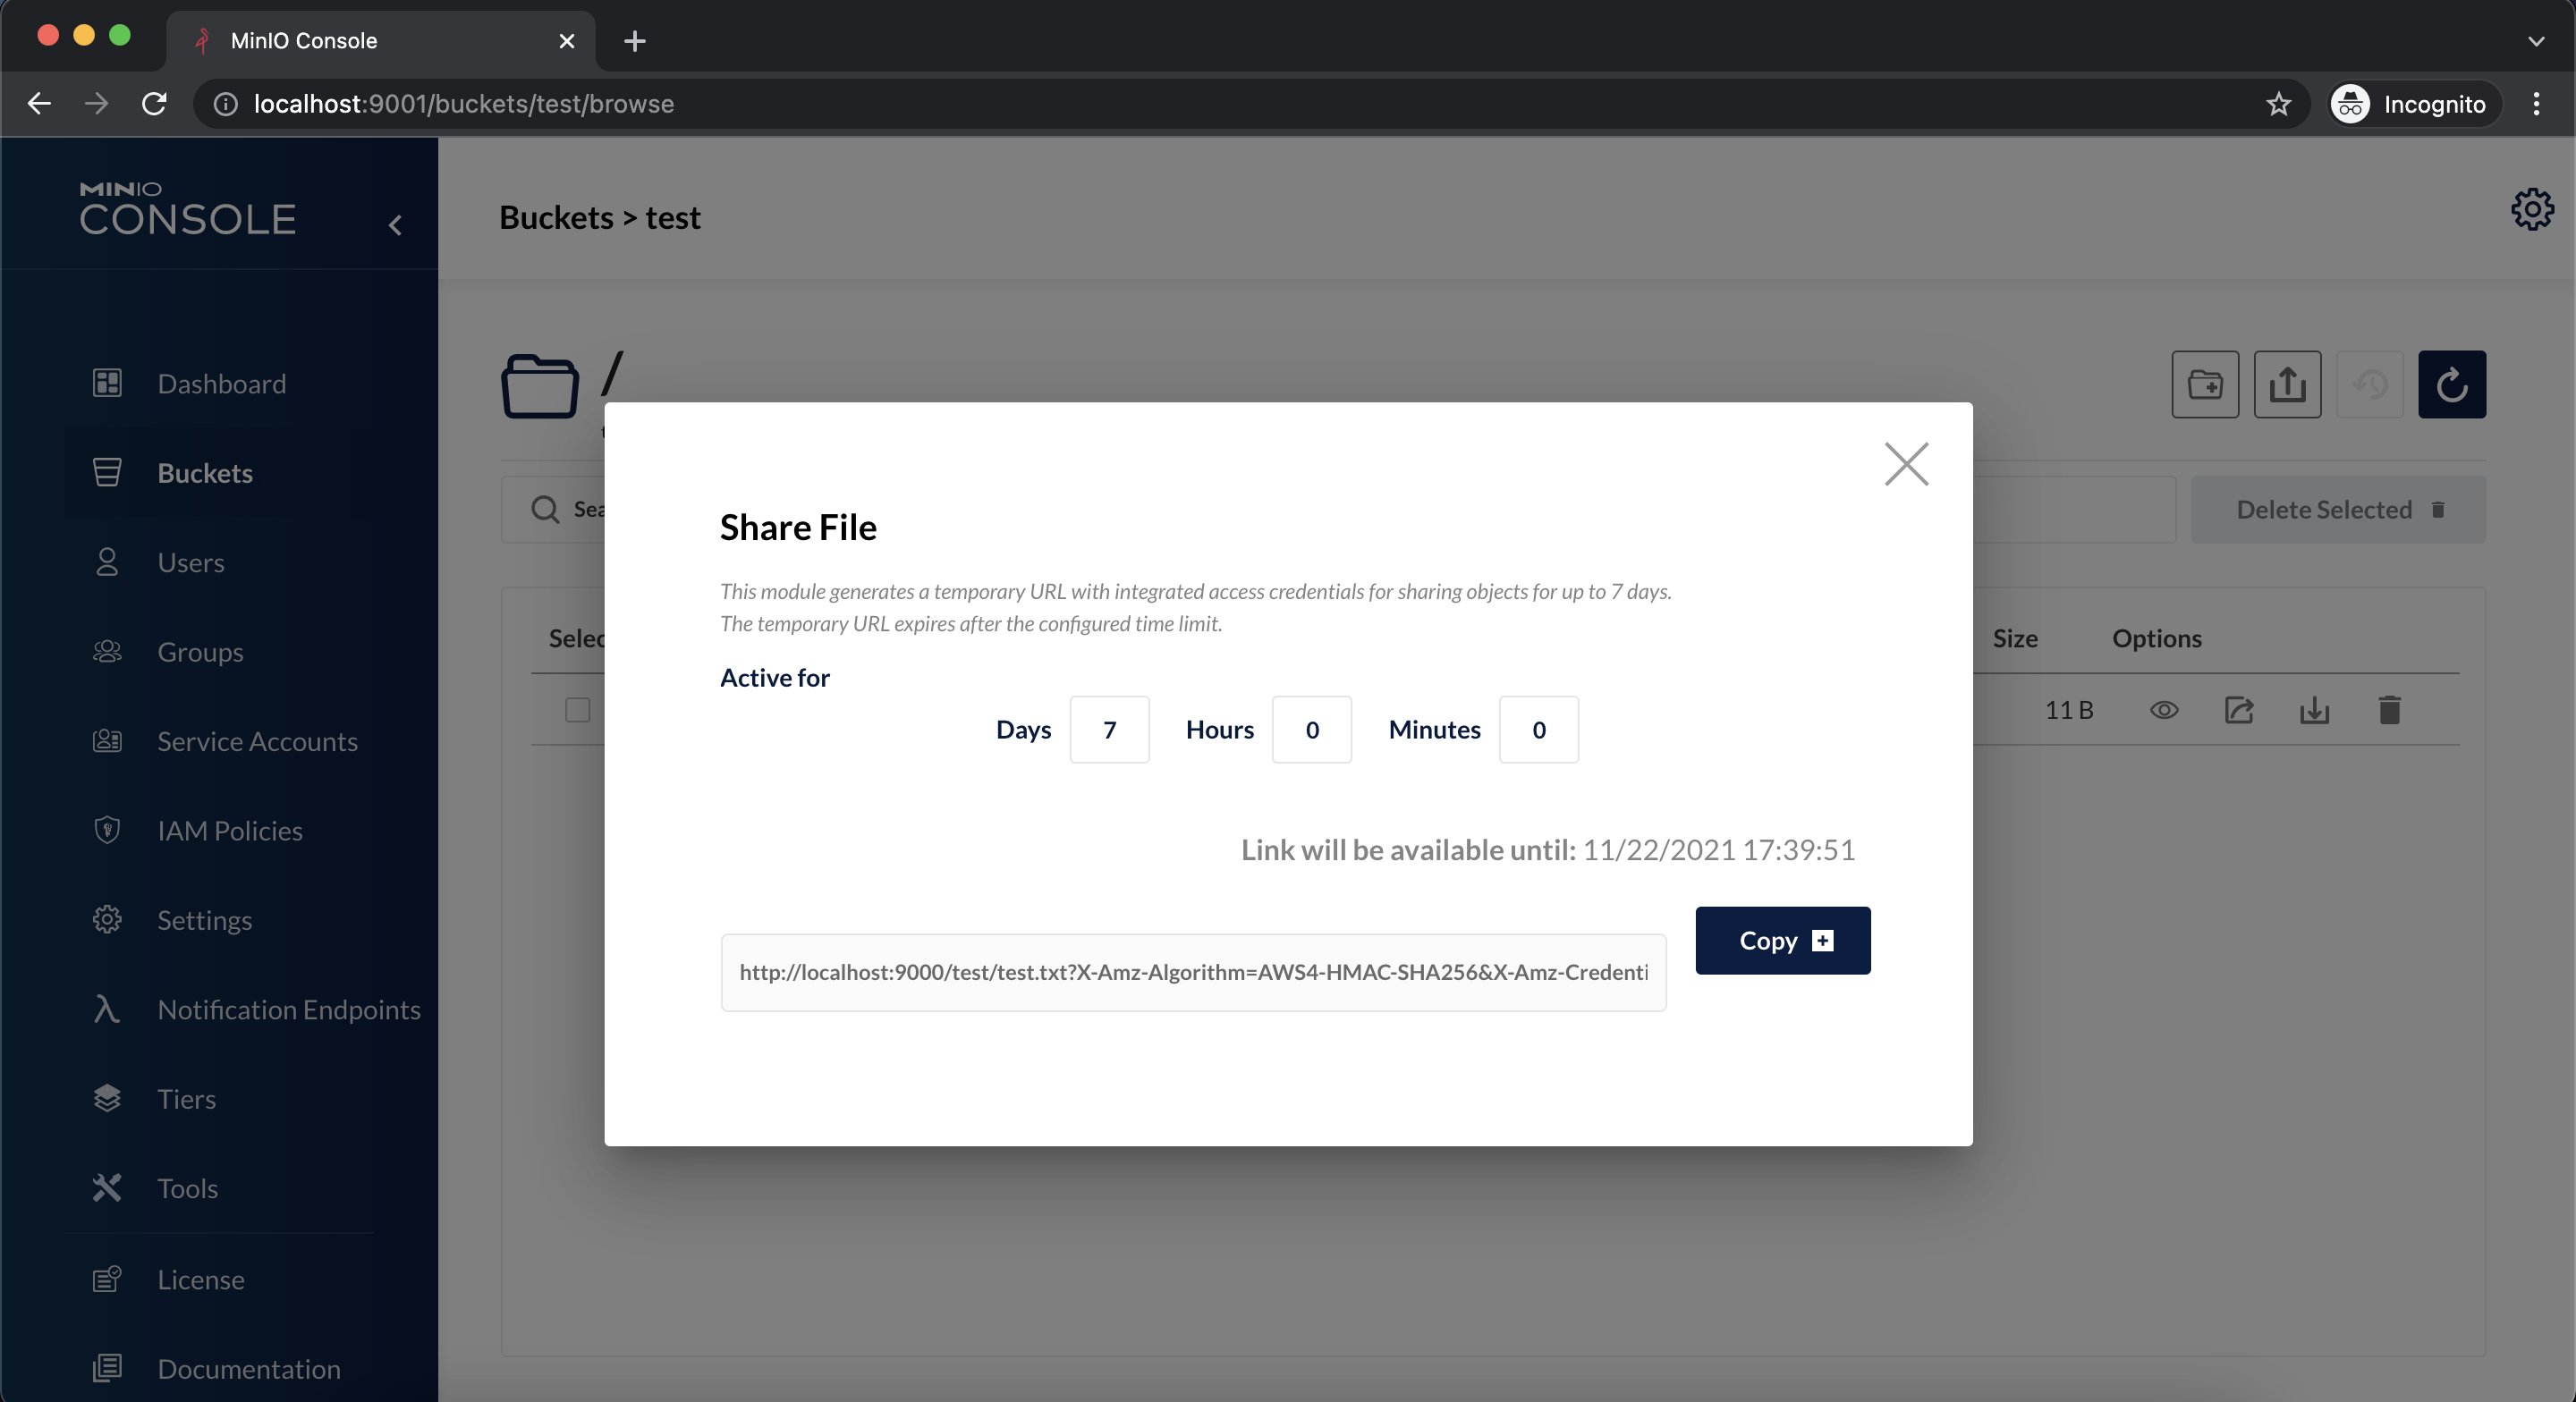 MinIO Console
localhost:9001/buckets/test/browse
Incognito
MINIO
CONSOLE
Buckets > test
Dashboard
Buckets
Users
Groups
Service Accounts
IAM Policies
Settings
Notification Endpoints
Tiers
Tools
License
Documentation
/
Delete Selected
Size Options
11 B
Share File
This module generates a temporary URL with integrated access credentials for sharing objects for up to 7 days.
The temporary URL expires after the configured time limit.
Active for
Days 7 Hours 0 Minutes 0
Link will be available until: 11/22/2021 17:39:51
http://localhost:9000/test/test.txt?X-Amz-Algorithm=AWS4-HMAC-SHA256&X-Amz-Credenti
Copy